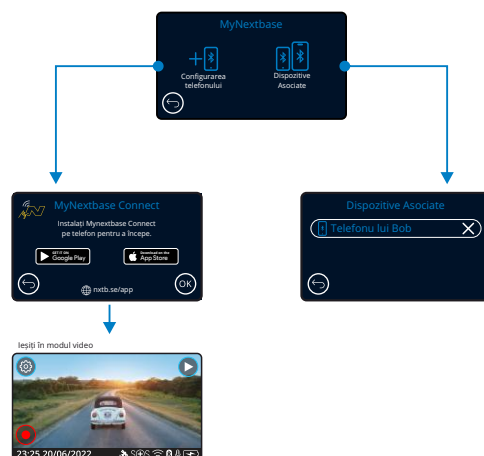 MyNextbase
Configurarea
telefonului
Dispozitive
Asociate
MyNextbase Connect
Instalați Mynextbase Connect
pe telefon pentru a începe.
GET IT ON
Google Play
Download on the
App Store
nxtb.se/app
OK
Dispozitive Asociate
Telefonu lui Bob
Ieșiți în modul video
23:25 20/06/2022 SOS